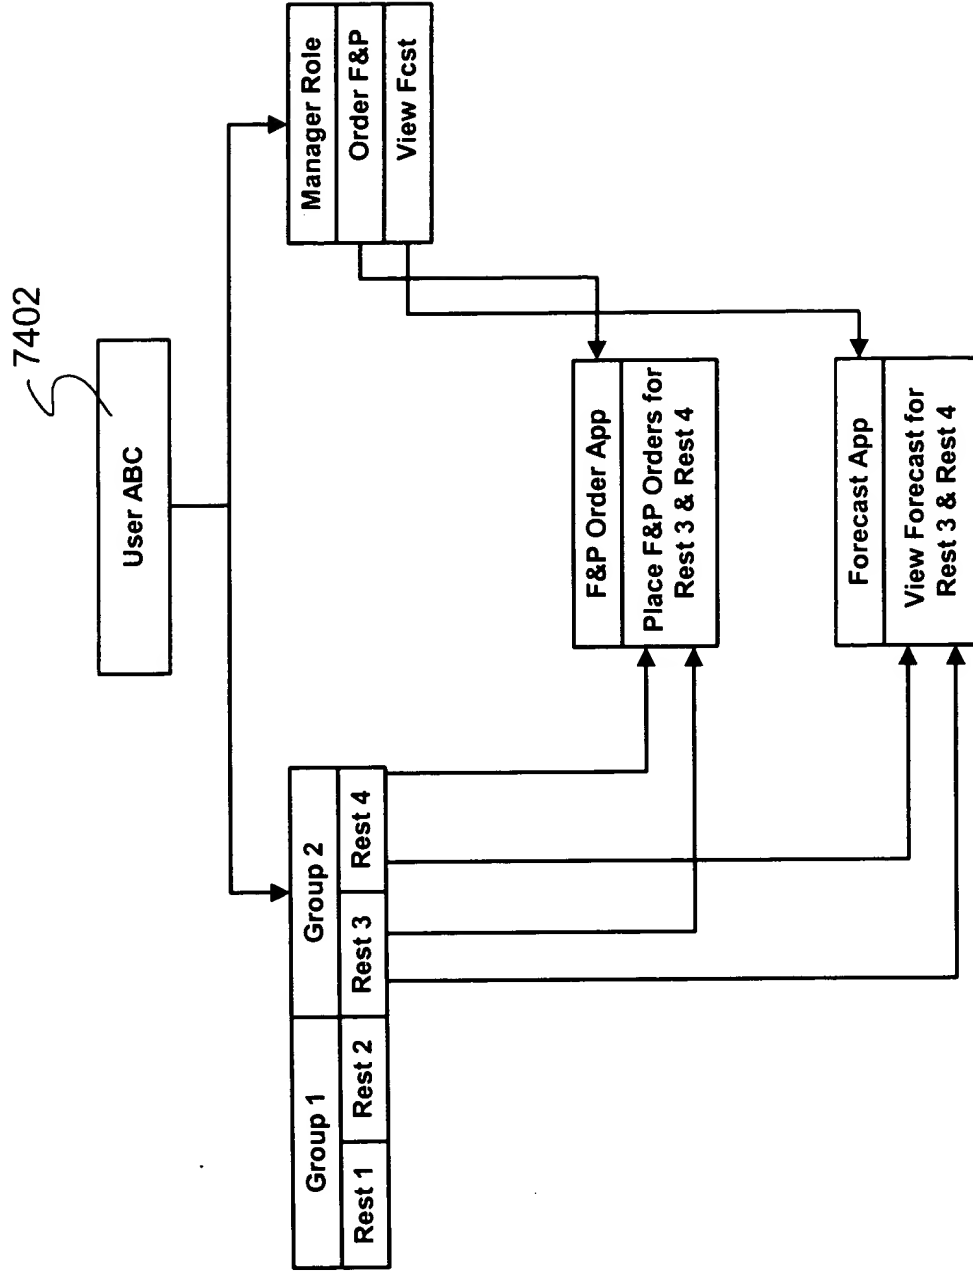 7402
User ABC
Group 1
Group 2
Rest 1
Rest 2
Rest 3
Rest 4
Manager Role
Order F&P
View Fcst
F&P Order App
Place F&P Orders for
Rest 3 & Rest 4
Forecast App
View Forecast for
Rest 3 & Rest 4